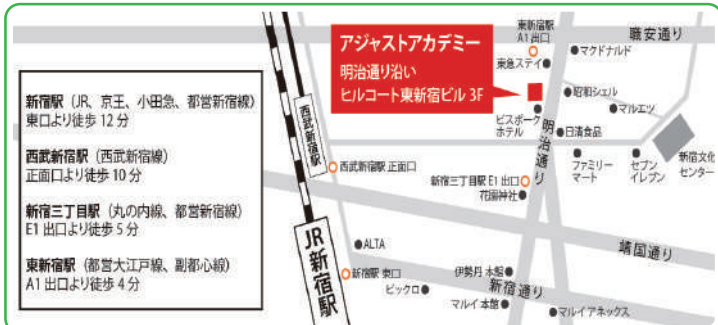 新宿駅（JR、京王、小田急、都営新宿線）
東口より徒歩 12 分
西武新宿駅（西武新宿線）
正面口より徒歩 10 分
新宿三丁目駅（丸の内線、都営新宿線）
E1 出口より徒歩 5 分
東新宿駅（都営大江戸線、副都心線）
A1 出口より徒歩 4 分
アジャストアカデミー
明治通り沿い
ヒルコート東新宿ビル 3F
東新宿駅
A1 出口
職安通り
マクドナルド
東急ステイ
昭和シェル
マルエツ
ビスポーク
ホテル
日清食品
明治通り
ファミリー
マート
セブン
イレブン
新宿文化
センター
西武新宿駅
西武新宿駅 正面口
新宿三丁目駅 E1 出口
花園神社
靖国通り
JR新宿駅
ALTA
新宿駅 東口
ビックロ
伊勢丹 本館
新宿通り
マルイ本館
マルイアネックス